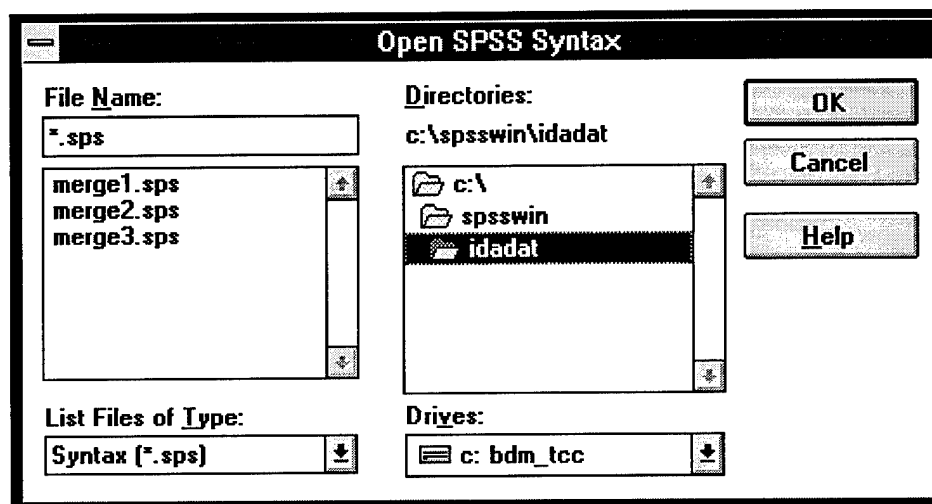 Open SPSS Syntax
File Name:
*.sps
merge1.sps
merge2.sps
merge3.sps
List Files of Type:
Syntax (*.sps)
Directories:
c:\spsswin\idadat
c:\
spsswin
idadat
Drives:
c: bdm_tcc
OK
Cancel
Help